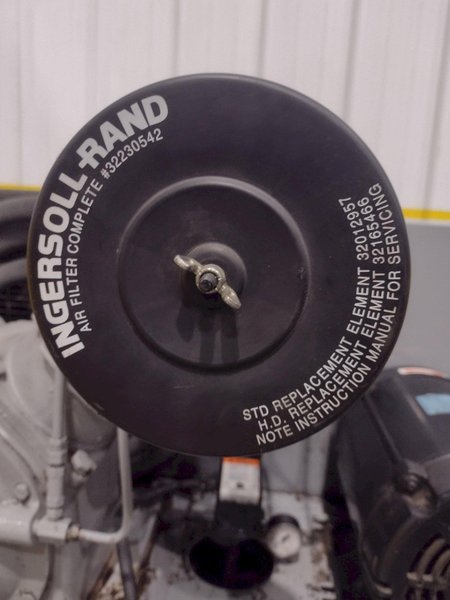 INGERSOLL-RAND
AIR FILTER COMPLETE #32230542
STD REPLACEMENT ELEMENT 32012957
H.D. REPLACEMENT ELEMENT 32165466
NOTE INSTRUCTION MANUAL FOR SERVICING